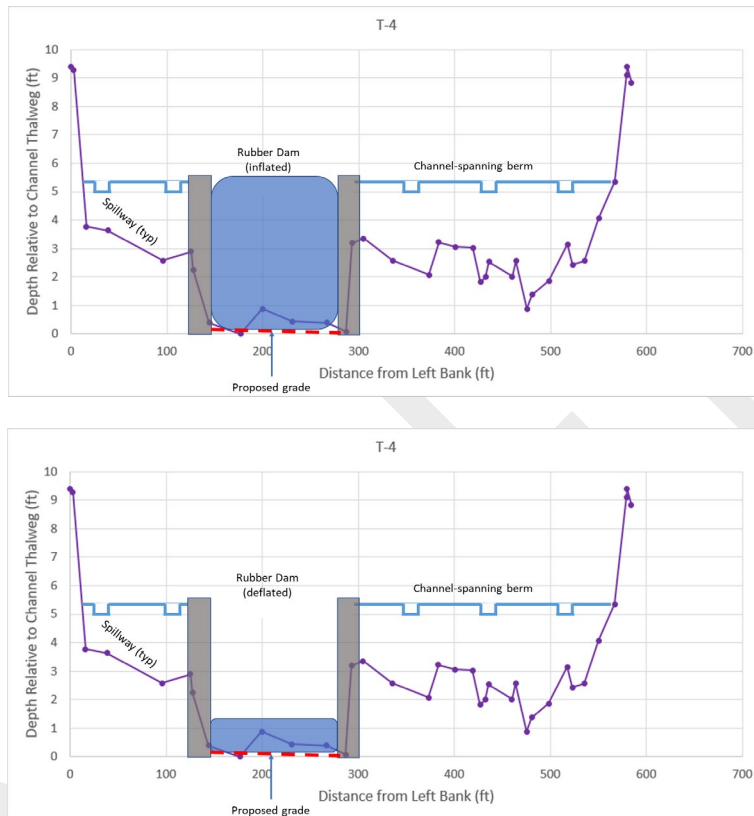 T-4
Depth Relative to Channel Thalweg (ft)
10
9
8
7
6
5
4
3
2
1
0
Rubber Dam
(inflated)
Channel-spanning berm
Spillway (typ)
0 100 200 300 400 500 600 700
Distance from Left Bank (ft)
Proposed grade
T-4
Depth Relative to Channel Thalweg (ft)
10
9
8
7
6
5
4
3
2
1
0
Rubber Dam
(deflated)
Channel-spanning berm
Spillway (typ)
0 100 200 300 400 500 600 700
Distance from Left Bank (ft)
Proposed grade